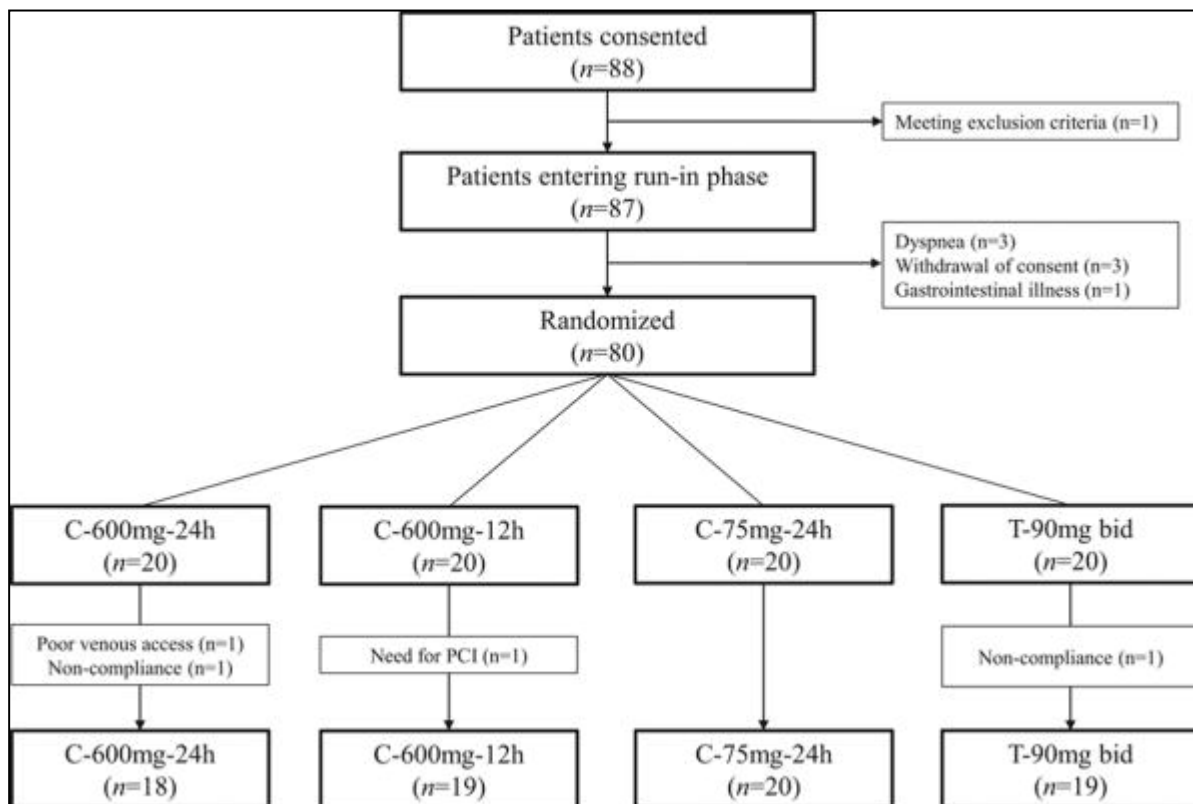 Patients consented
(n=88)
Meeting exclusion criteria (n=1)
Patients entering run-in phase
(n=87)
Dyspnea (n=3)
Withdrawal of consent (n=3)
Gastrointestinal illness (n=1)
Randomized
(n=80)
C-600mg-24h
(n=20)
C-600mg-12h
(n=20)
C-75mg-24h
(n=20)
T-90mg bid
(n=20)
Poor venous access (n=1)
Non-compliance (n=1)
Need for PCI (n=1)
Non-compliance (n=1)
C-600mg-24h
(n=18)
C-600mg-12h
(n=19)
C-75mg-24h
(n=20)
T-90mg bid
(n=19)